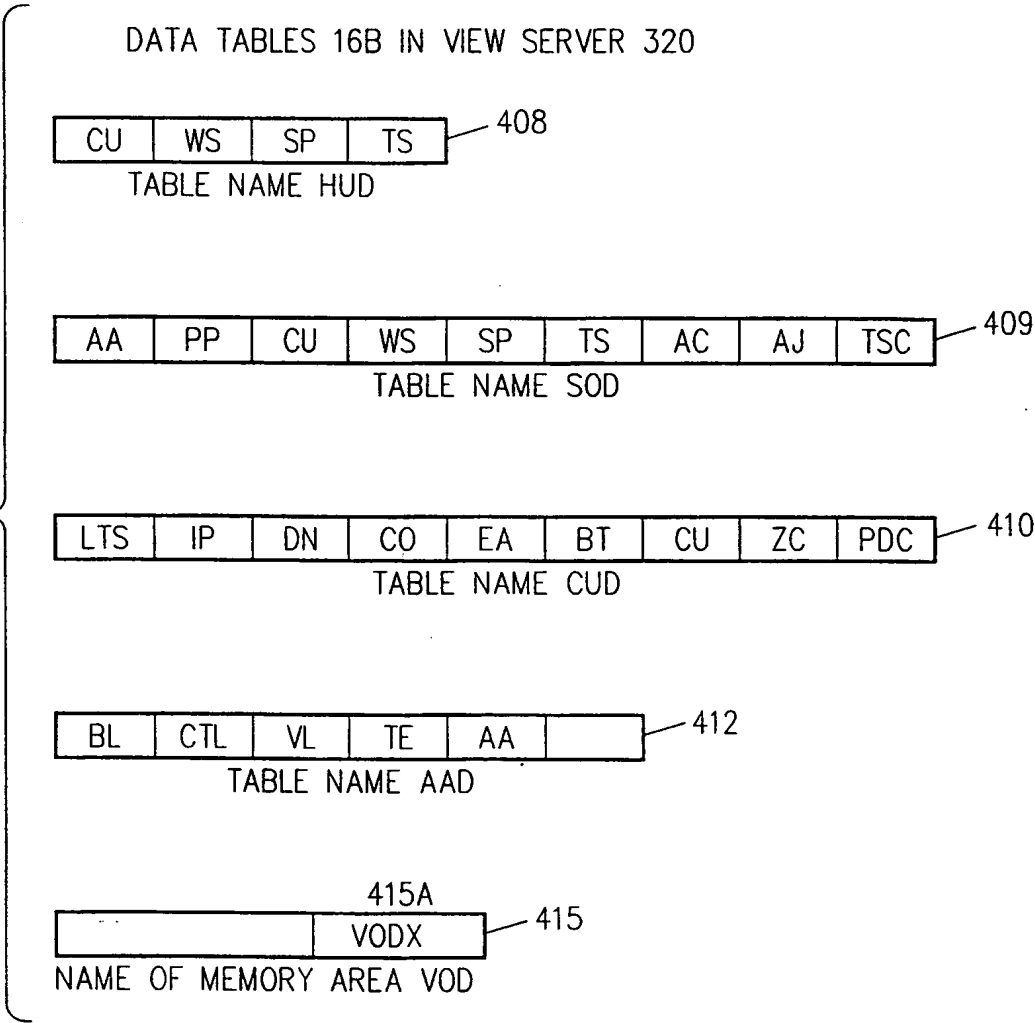 DATA TABLES 16B IN VIEW SERVER 320
CU WS SP TS 408
TABLE NAME HUD
AA PP CU WS SP TS AC AJ TSC 409
TABLE NAME SOD
LTS IP DN CO EA BT CU ZC PDC 410
TABLE NAME CUD
BL CTL VL TE AA 412
TABLE NAME AAD
415A
VODX 415
NAME OF MEMORY AREA VOD